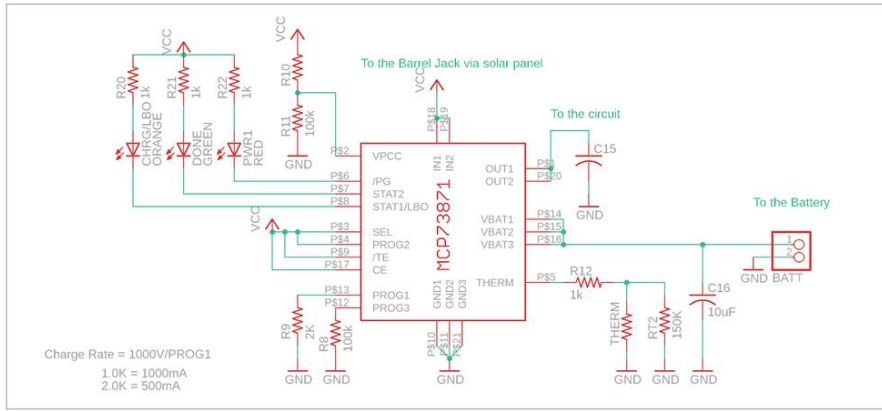 VCC
VCC
To the Barrel Jack via solar panel
VCC
R20
1k
R21
1k
R22
1k
R10
R11
100k
GND
CHRG/LBO
ORANGE
DONE
GREEN
PWR1
RED
P$18
P$19
To the circuit
C15
GND
P$2
P$6
P$7
P$8
P$3
P$4
P$9
P$17
P$13
P$12
VPCC
/PG
STAT2
STAT1/LBO
SEL
PROG2
/TE
CE
PROG1
PROG3
IN1
IN2
MCP73871
GND1
GND2
GND3
OUT1
OUT2
VBAT1
VBAT2
VBAT3
THERM
P$20
P$14
P$15
P$16
P$5
P$10
P$11
P$21
VCC
To the Battery
1
2
GND
BATT
R12
1k
THERM
RT2
150K
C16
10uF
R9
2K
R8
100k
GND
GND
GND
GND
GND
GND
Charge Rate = 1000V/PROG1
1.0K = 1000mA
2.0K = 500mA